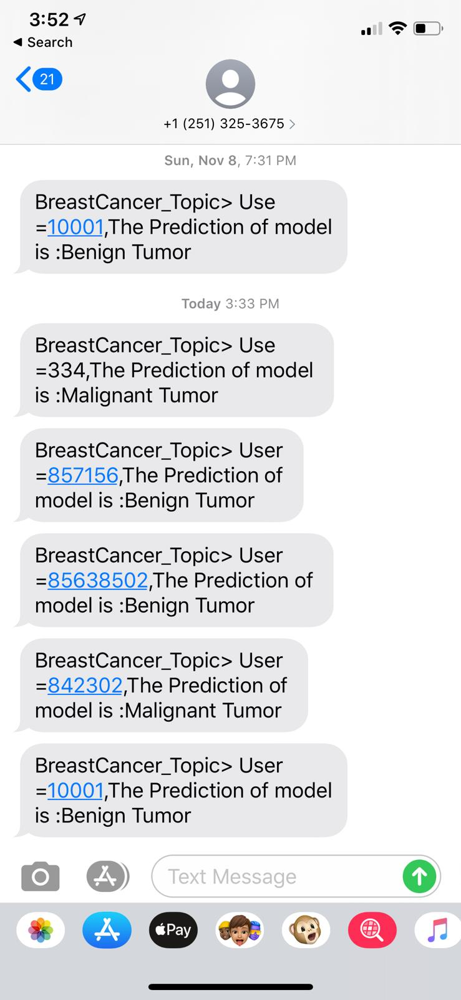 3:52
◀ Search
21
+1 (251) 325-3675 >
Sun, Nov 8, 7:31 PM
BreastCancer_Topic> Use
=10001,The Prediction of model
is :Benign Tumor
Today 3:33 PM
BreastCancer_Topic> Use
=334,The Prediction of model
is :Malignant Tumor
BreastCancer_Topic> User
=857156,The Prediction of
model is :Benign Tumor
BreastCancer_Topic> User
=85638502,The Prediction of
model is :Benign Tumor
BreastCancer_Topic> User
=842302,The Prediction of
model is :Malignant Tumor
BreastCancer_Topic> User
=10001,The Prediction of model
is :Benign Tumor
Text Message
Pay